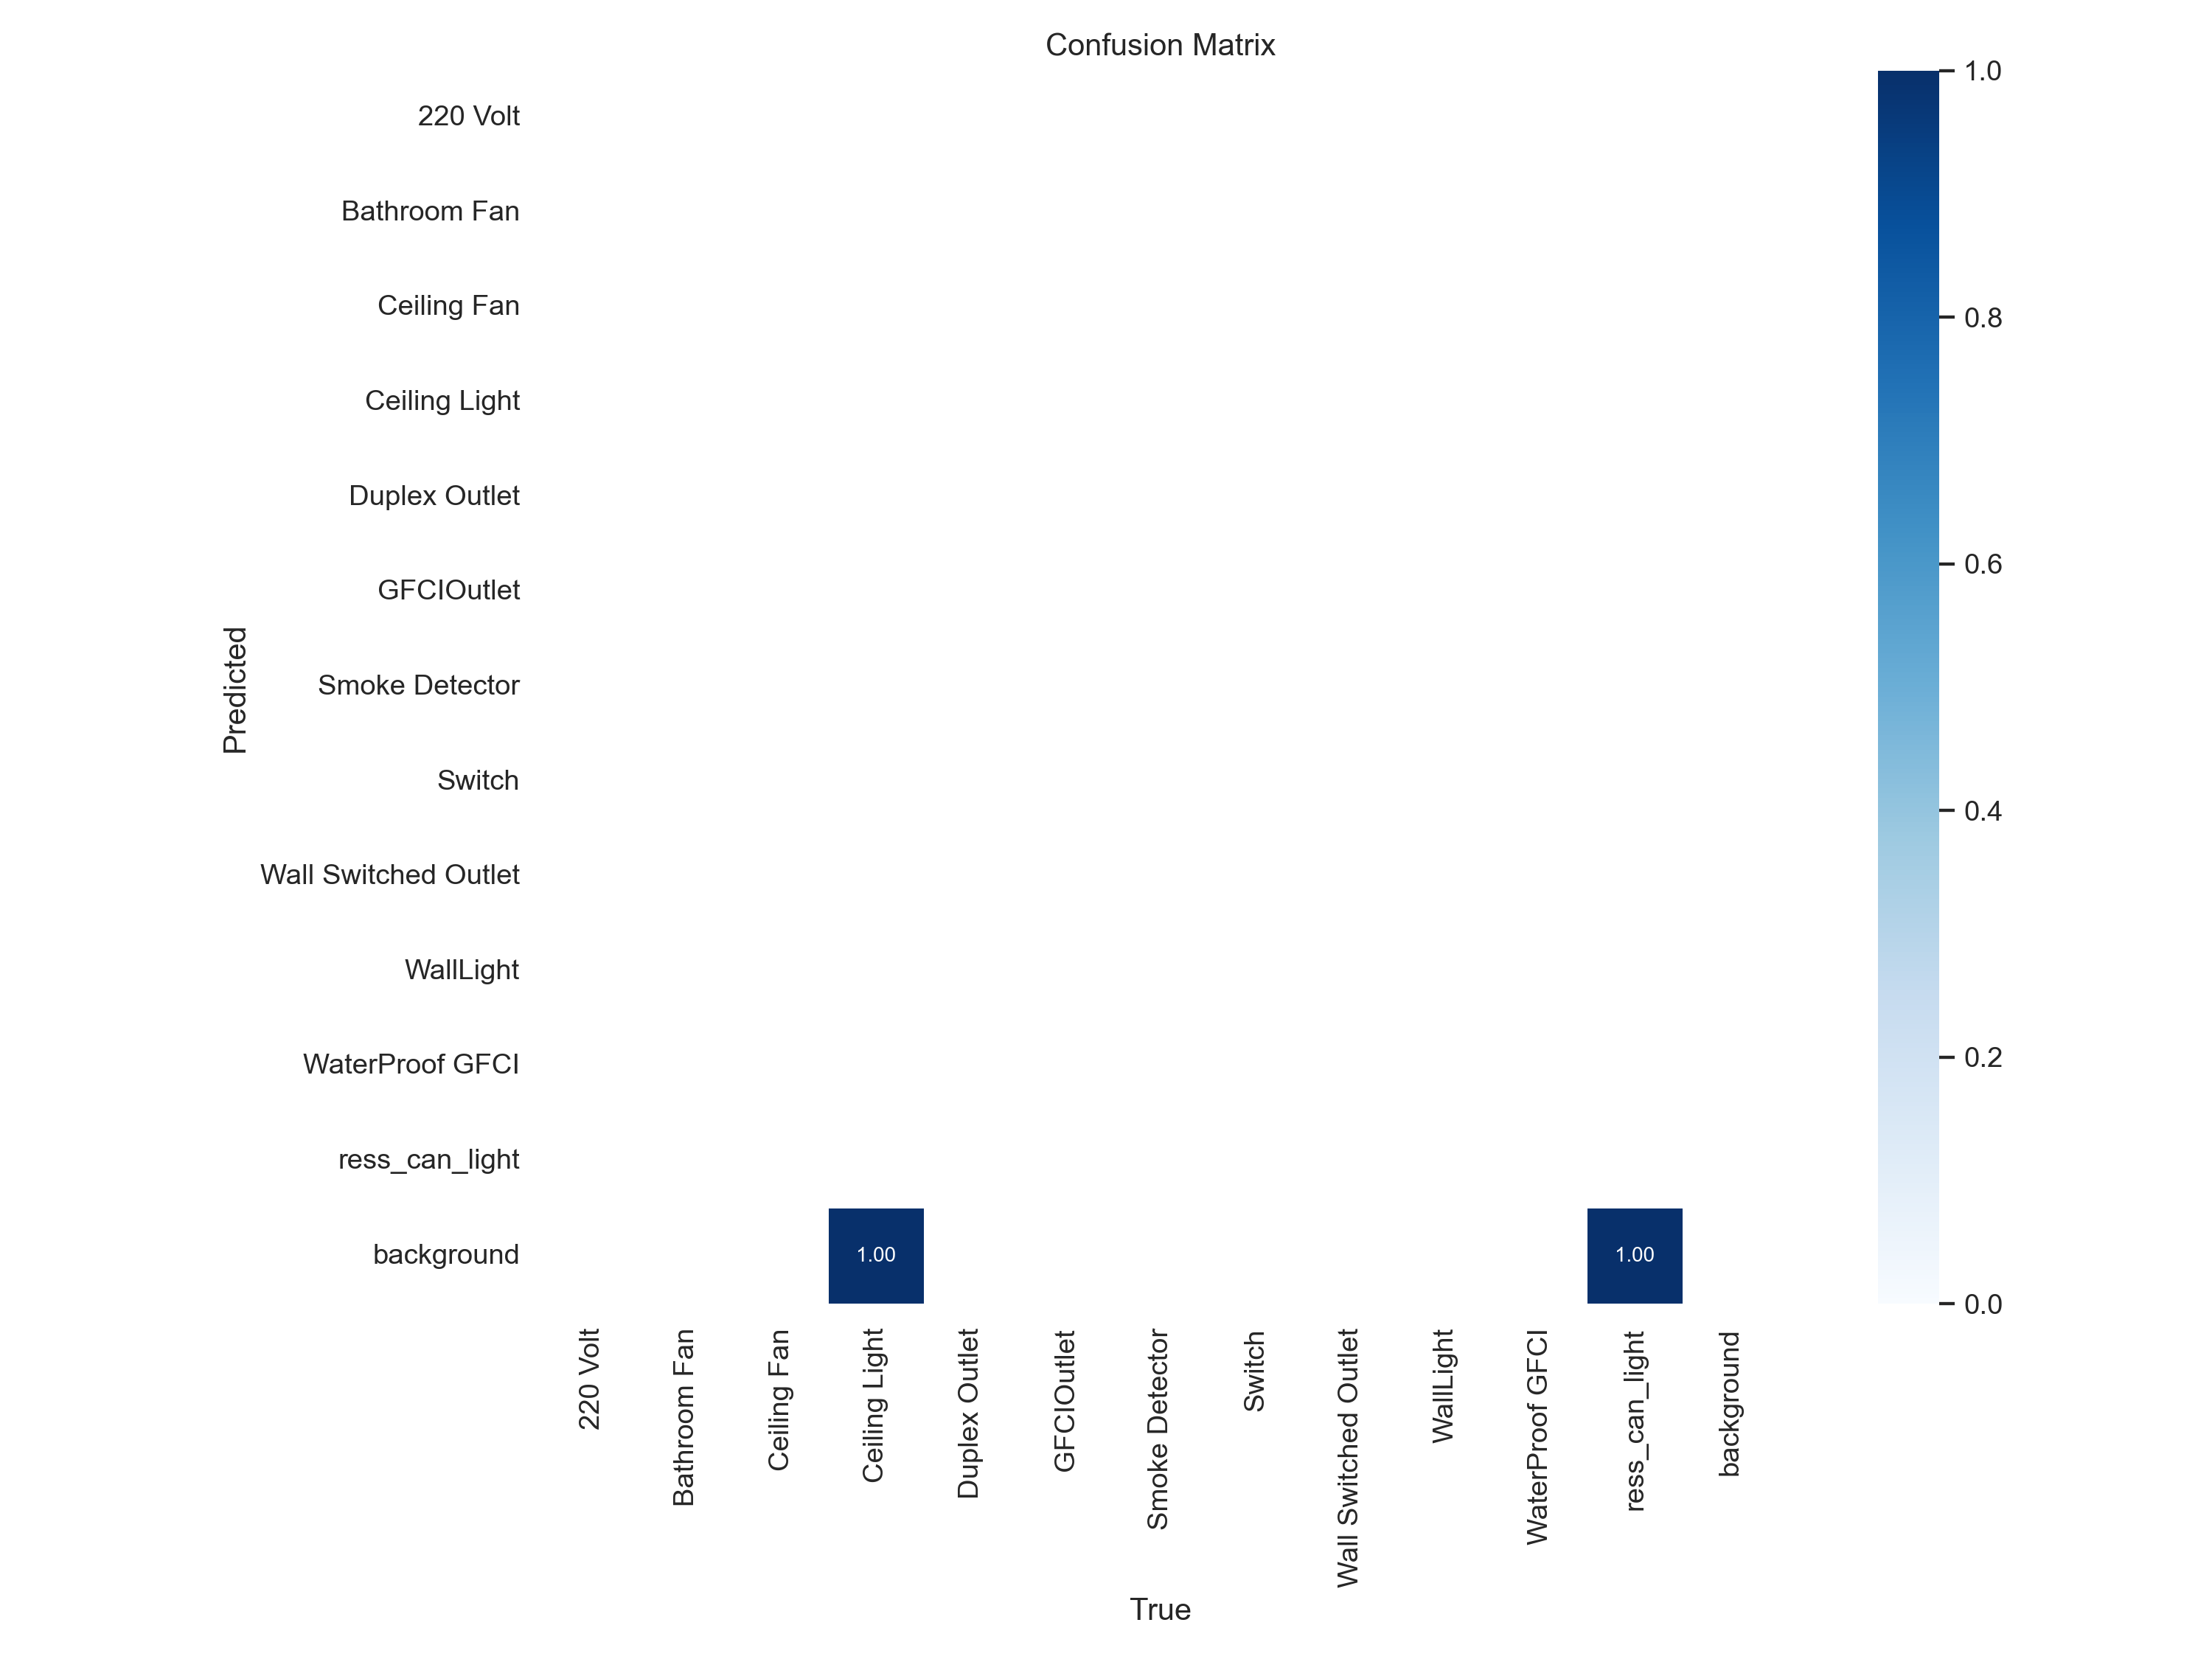 Confusion Matrix
220 Volt
Bathroom Fan
Ceiling Fan
Ceiling Light
Duplex Outlet
GFCIOutlet
Smoke Detector
Switch
Wall Switched Outlet
WallLight
WaterProof GFCI
ress_can_light
background
Predicted
1.00
1.00
220 Volt
Bathroom Fan
Ceiling Fan
Ceiling Light
Duplex Outlet
GFCIOutlet
Smoke Detector
Switch
Wall Switched Outlet
WallLight
WaterProof GFCI
ress_can_light
background
True
1.0
0.8
0.6
0.4
0.2
0.0